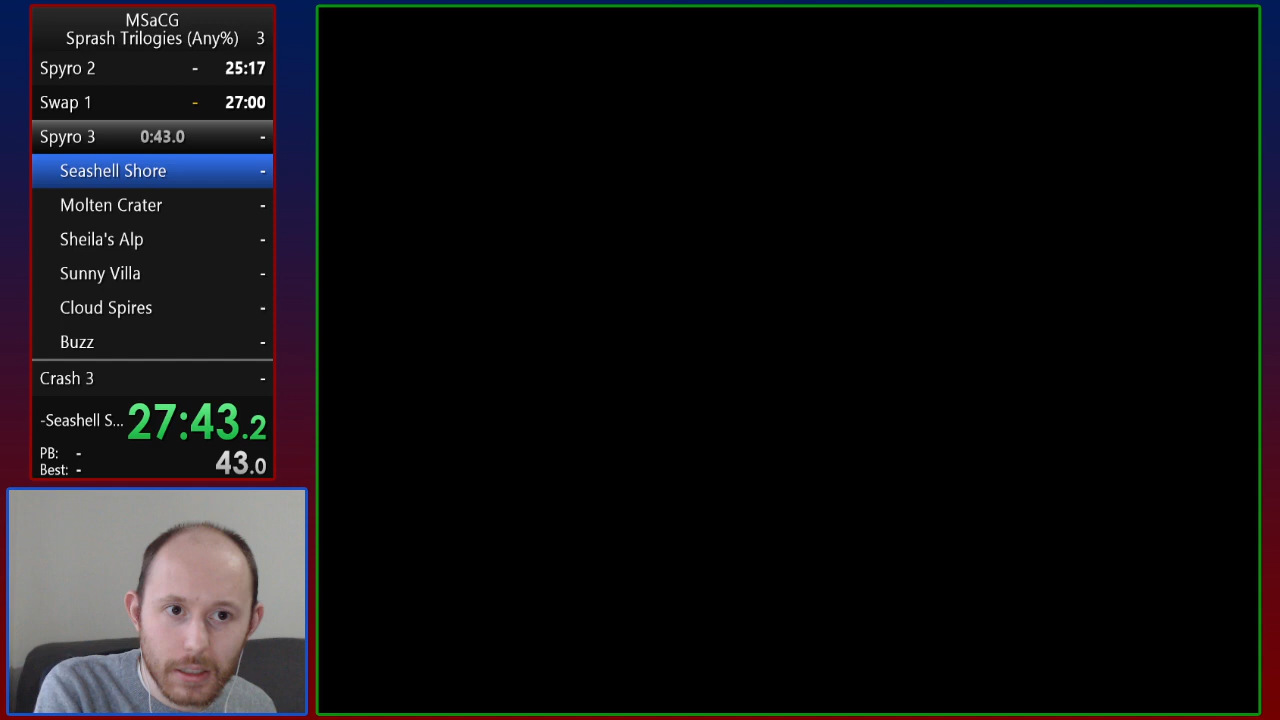 MSaCG
Sprash Trilogies (Any%) 3
Spyro 2 - 25:17
Swap 1 - 27:00
Spyro 3 0:43.0 -
Seashell Shore -
Molten Crater -
Sheila's Alp -
Sunny Villa -
Cloud Spires -
Buzz -
Crash 3 -
-Seashell S... 27:43.2
PB: -
Best: - 43.0